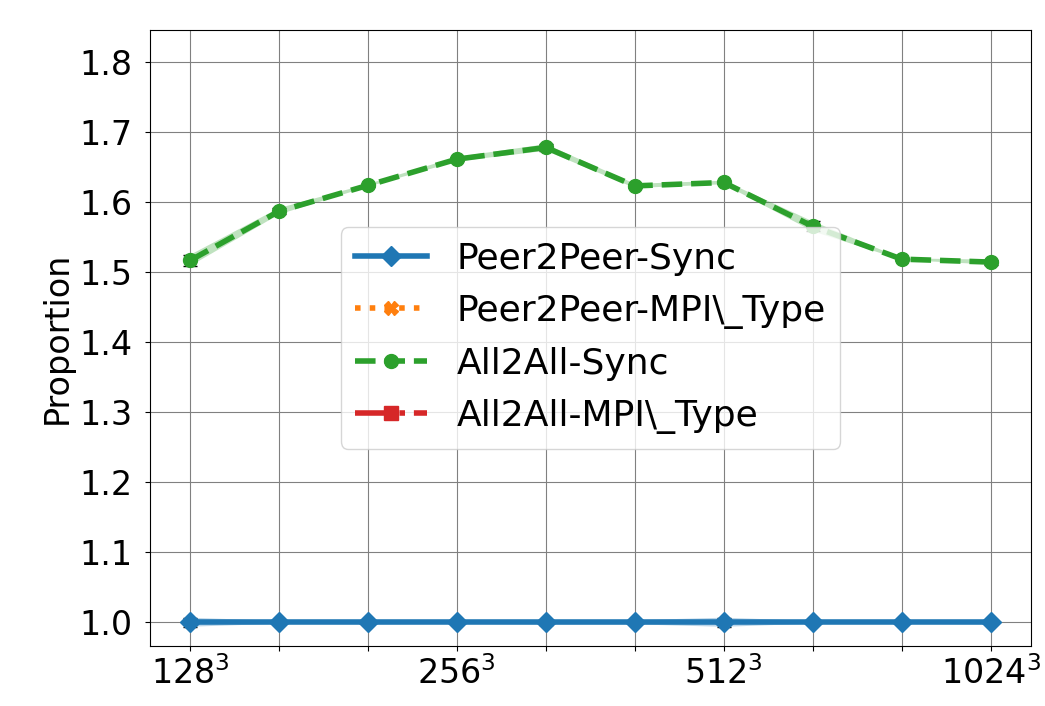 1.8
1.7
1.6
1.5
1.4
1.3
1.2
1.1
1.0
Proportion
Peer2Peer-Sync
Peer2Peer-MPI\_Type
All2All-Sync
All2All-MPI\_Type
128³
256³
512³
1024³